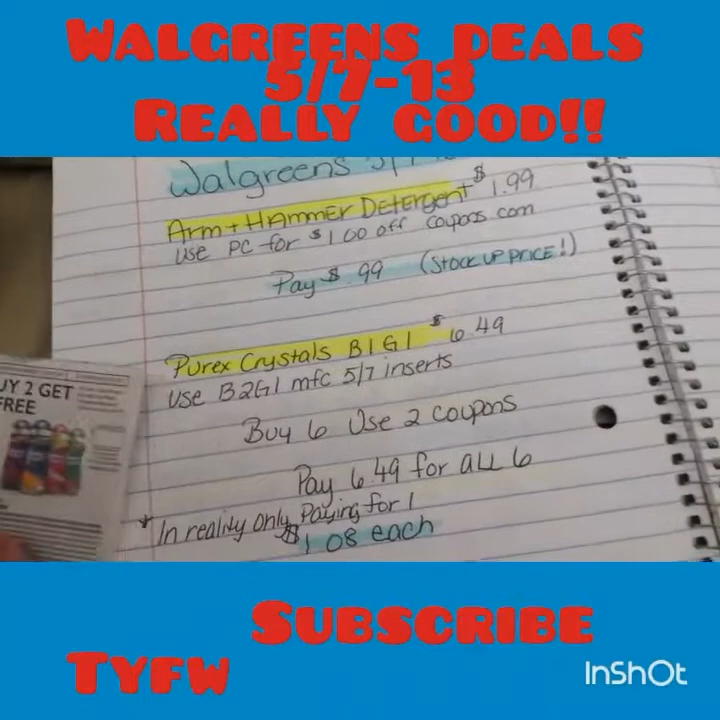 WALGREENS DEALS
5/7-13
REALLY GOOD!!
Walgreens 5/7
Arm + Hammer Detergent $1.99
Use PC for $1.00 off coupons.com
Pay $.99 (Stock up price!)
Purex Crystals B1G1 $6.49
Use B2G1 mfc 5/7 inserts
UY 2 GET
FREE
Buy 6 Use 2 coupons
Pay 6.49 for all 6
* In reality only Paying for 1
$1.08 each
SUBSCRIBE
TYFW
InShOt